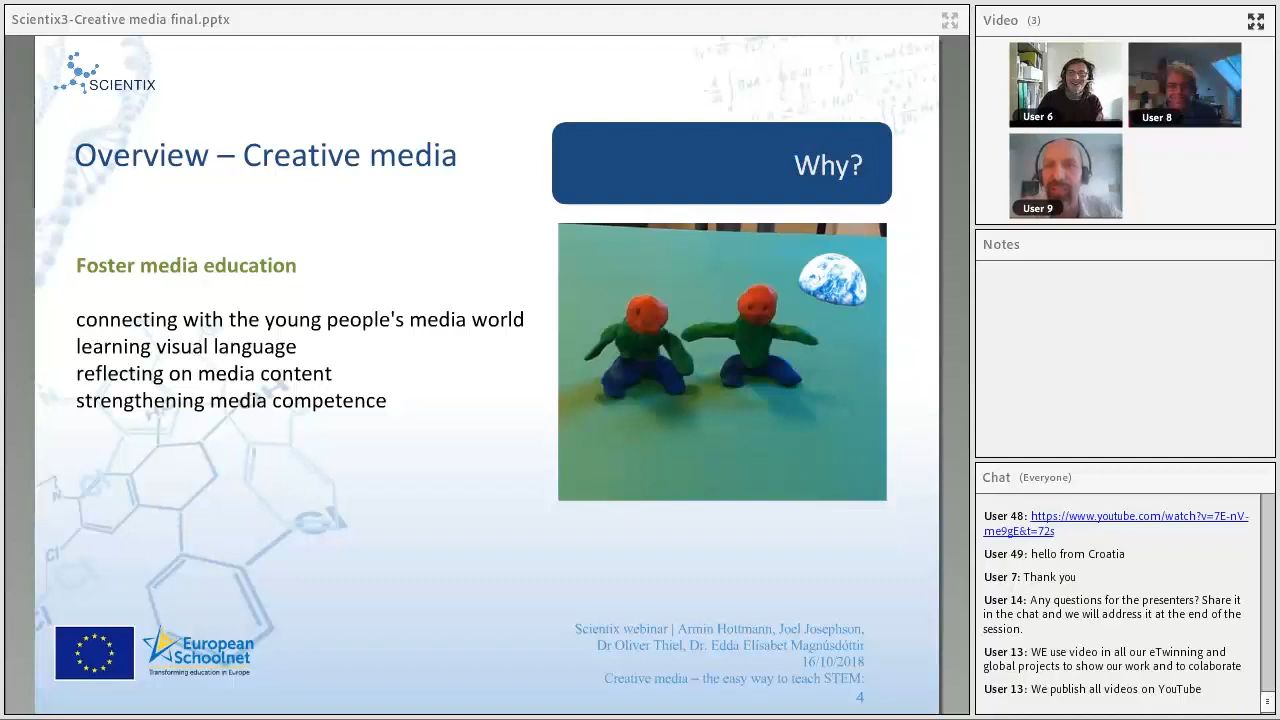 Scientix3-Creative media final.pptx
SCIENTIX
Overview – Creative media
Why?
Foster media education
connecting with the young people's media world
learning visual language
reflecting on media content
strengthening media competence
European
Schoolnet
Transforming education in Europe
Scientix webinar | Armin Hottmann, Joel Josephson,
Dr Oliver Thiel, Dr. Edda Elísabet Magnúsdóttir
16/10/2018
Creative media – the easy way to teach STEM:
4
Video (3)
User 6
User 8
User 9
Notes
Chat (Everyone)
User 48: https://www.youtube.com/watch?v=7E-nV-
me9gE&t=72s
User 49: hello from Croatia
User 7: Thank you
User 14: Any questions for the presenters? Share it
in the chat and we will address it at the end of the
session.
User 13: WE use video in all our eTwinning and
global projects to show our work and to colaborate
User 13: We publish all videos on YouTube